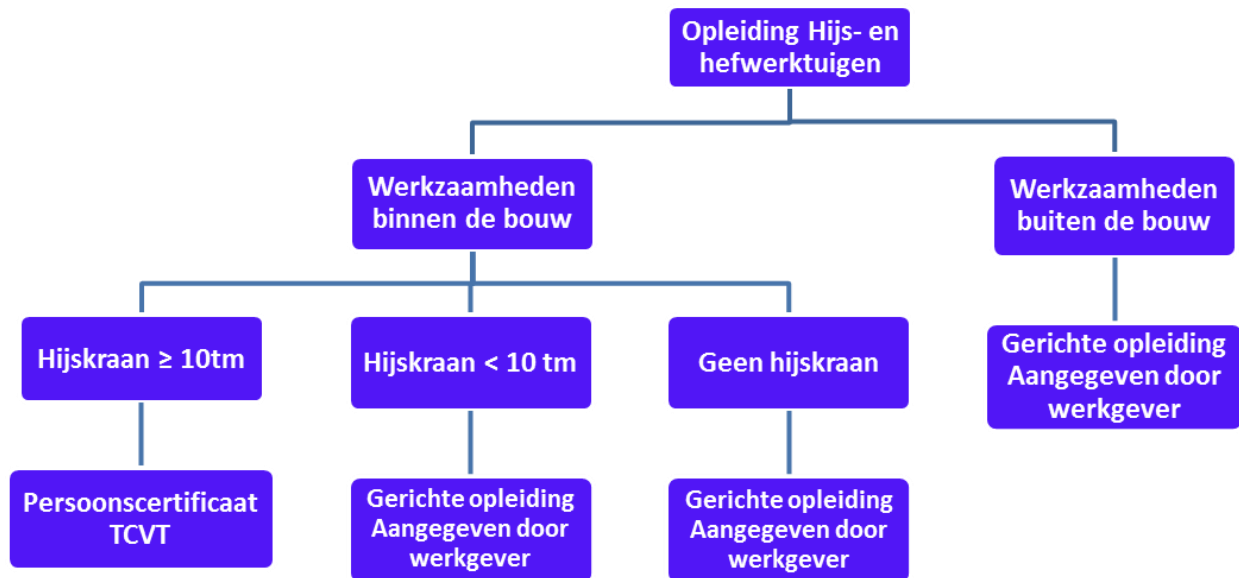 Opleiding Hijs- en
hefwerktuigen
Werkzaamheden
binnen de bouw
Werkzaamheden
buiten de bouw
Hijskraan ≥ 10tm
Hijskraan < 10 tm
Geen hijskraan
Gerichte opleiding
Aangegeven door
werkgever
Persoonscertificaat
TCVT
Gerichte opleiding
Aangegeven door
werkgever
Gerichte opleiding
Aangegeven door
werkgever